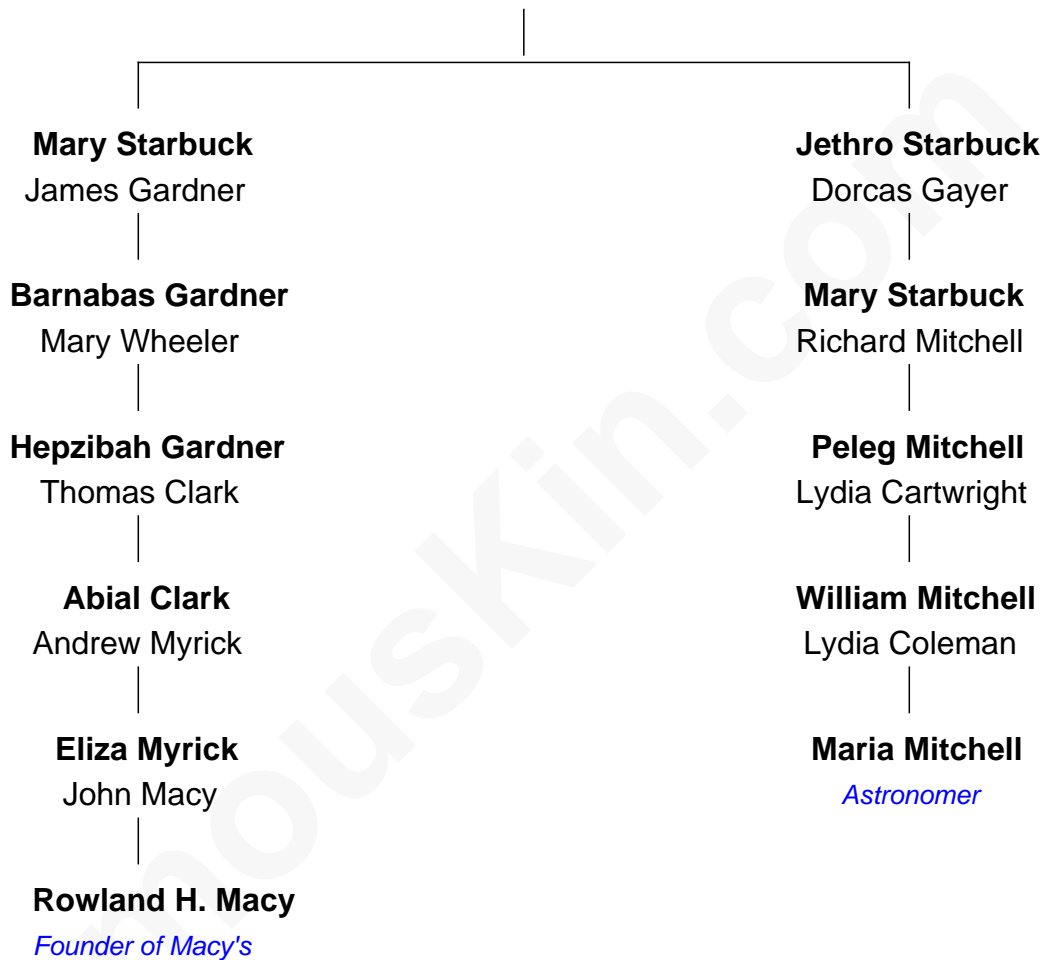 Mary Starbuck
James Gardner
Barnabas Gardner
Mary Wheeler
Hepzibah Gardner
Thomas Clark
Abial Clark
Andrew Myrick
Eliza Myrick
John Macy
Rowland H. Macy
Founder of Macy's
Jethro Starbuck
Dorcas Gayer
Mary Starbuck
Richard Mitchell
Peleg Mitchell
Lydia Cartwright
William Mitchell
Lydia Coleman
Maria Mitchell
Astronomer
mousKin.com